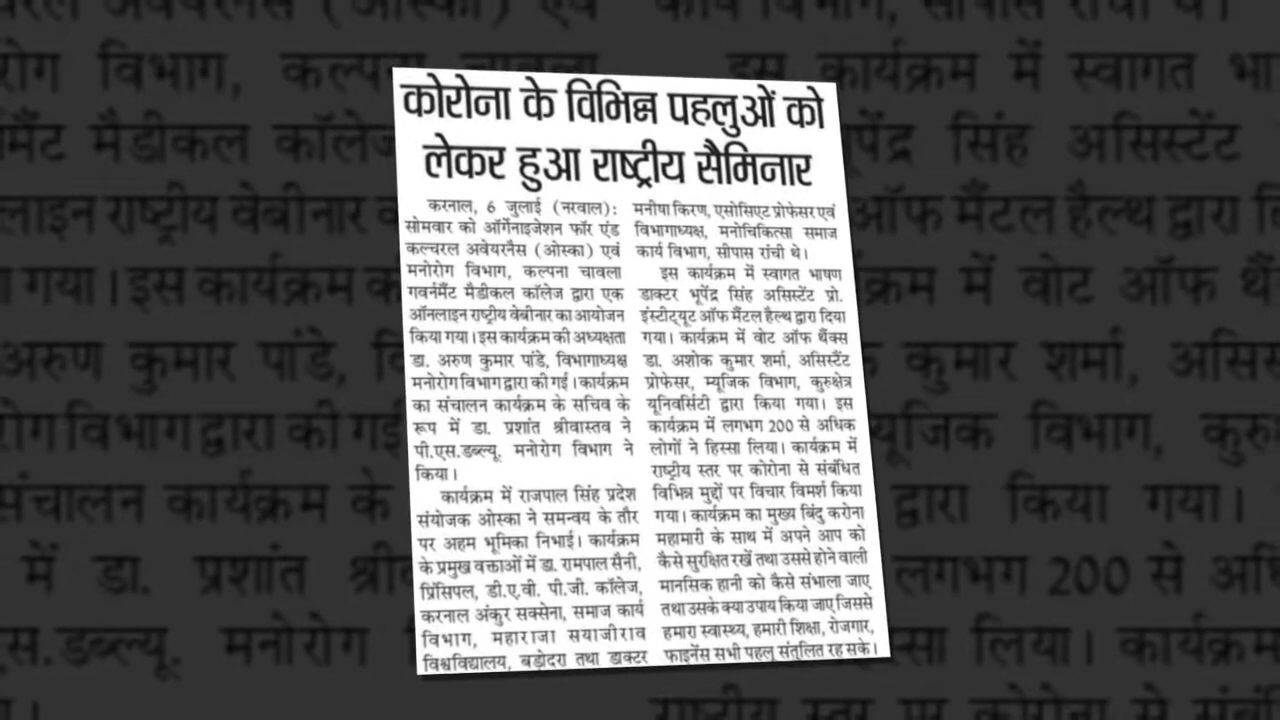 कोरोना के विभिन्न पहलुओं को
लेकर हुआ राष्ट्रीय सैमिनार
करनाल, 6 जुलाई (नरवाल):
सोमवार को ऑर्गेनाइजेशन फॉर एंड
कल्चरल अवेयरनैस (ओस्का) एवं
मनोरोग विभाग, कल्पना चावला
गवर्नमैंट मैडीकल कॉलेज द्वारा एक
ऑनलाइन राष्ट्रीय वेबीनार का आयोजन
किया गया। इस कार्यक्रम की अध्यक्षता
डा. अरुण कुमार पांडे, विभागाध्यक्ष
मनोरोग विभाग द्वारा की गई। कार्यक्रम
का संचालन कार्यक्रम के सचिव के
रूप में डा. प्रशांत श्रीवास्तव ने
पी.एस.डब्ल्यू. मनोरोग विभाग ने
किया।
कार्यक्रम में राजपाल सिंह प्रदेश
संयोजक ओस्का ने समन्वय के तौर
पर अहम भूमिका निभाई। कार्यक्रम
के प्रमुख वक्ताओं में डा. रामपाल सैनी,
प्रिंसिपल, डी.ए.वी. पी.जी. कॉलेज,
करनाल अंकुर सक्सेना, समाज कार्य
विभाग, महाराजा सयाजीराव
विश्वविद्यालय, बड़ोदरा तथा डाक्टर
मनीषा किरण, एसोसिएट प्रोफेसर एवं
विभागाध्यक्ष, मनोचिकित्सा समाज
कार्य विभाग, सीपास रांची थे।
इस कार्यक्रम में स्वागत भाषण
डाक्टर भूपेंद्र सिंह असिस्टेंट प्रो.
इंस्टीट्यूट ऑफ मैंटल हैल्थ द्वारा दिया
गया। कार्यक्रम में वोट ऑफ थैंक्स
डा. अशोक कुमार शर्मा, असिस्टैंट
प्रोफेसर, म्यूजिक विभाग, कुरुक्षेत्र
यूनिवर्सिटी द्वारा किया गया। इस
कार्यक्रम में लगभग 200 से अधिक
लोगों ने हिस्सा लिया। कार्यक्रम में
राष्ट्रीय स्तर पर कोरोना से संबंधित
विभिन्न मुद्दों पर विचार विमर्श किया
गया। कार्यक्रम का मुख्य बिंदु करोना
महामारी के साथ में अपने आप को
कैसे सुरक्षित रखें तथा उससे होने वाली
मानसिक हानी को कैसे संभाला जाए
तथा उसके क्या उपाय किया जाए जिससे
हमारा स्वास्थ्य, हमारी शिक्षा, रोजगार,
फाइनेंस सभी पहलू संतुलित रह सके।